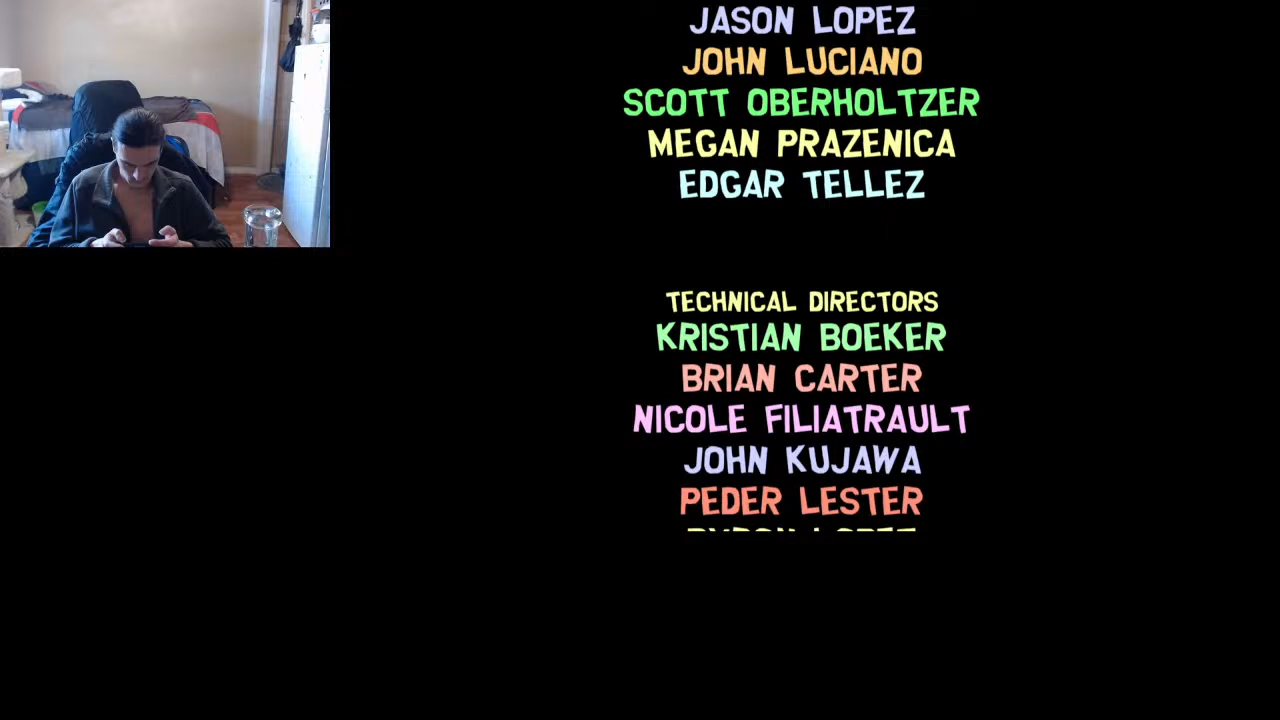 JASON LOPEZ
JOHN LUCIANO
SCOTT OBERHOLTZER
MEGAN PRAZENICA
EDGAR TELLEZ
TECHNICAL DIRECTORS
KRISTIAN BOEKER
BRIAN CARTER
NICOLE FILIATRAULT
JOHN KUJAWA
PEDER LESTER